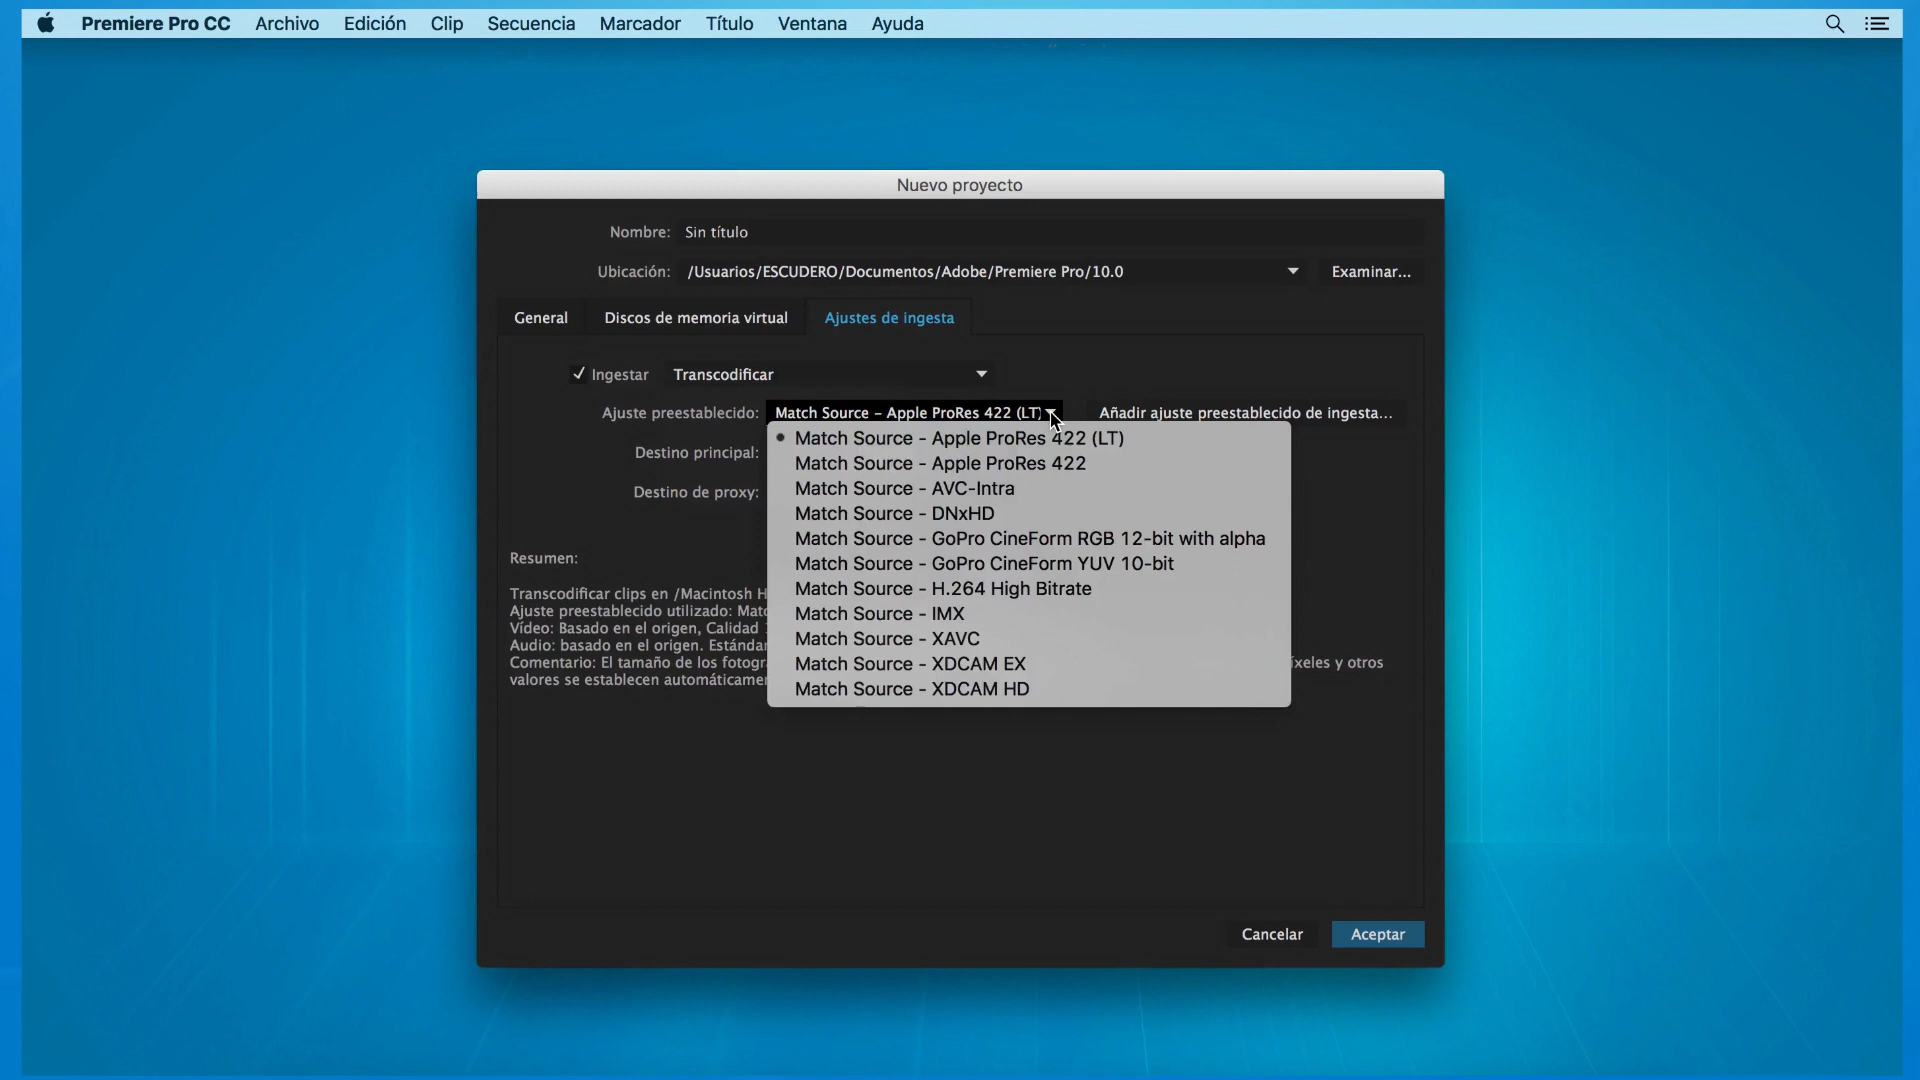 Premiere Pro CC Archivo Edición Clip Secuencia Marcador Título Ventana Ayuda
Nuevo proyecto
Nombre: Sin título
Ubicación: /Usuarios/ESCUDERO/Documentos/Adobe/Premiere Pro/10.0 Examinar...
General Discos de memoria virtual Ajustes de ingesta
Ingestar Transcodificar
Ajuste preestablecido: Match Source - Apple ProRes 422 (LT) Añadir ajuste preestablecido de ingesta...
Match Source - Apple ProRes 422 (LT)
Destino principal:
Match Source - Apple ProRes 422
Match Source - AVC-Intra
Destino de proxy:
Match Source - DNxHD
Match Source - GoPro CineForm RGB 12-bit with alpha
Resumen:
Match Source - GoPro CineForm YUV 10-bit
Match Source - H.264 High Bitrate
Match Source - IMX
Match Source - XAVC
Match Source - XDCAM EX
Match Source - XDCAM HD
Transcodificar clips en /Macintosh
Ajuste preestablecido utilizado:
Vídeo: Basado en el origen, Calidad
Audio: basado en el origen.
Comentario: El tamaño de los y otros
valores se establecen
Cancelar Aceptar